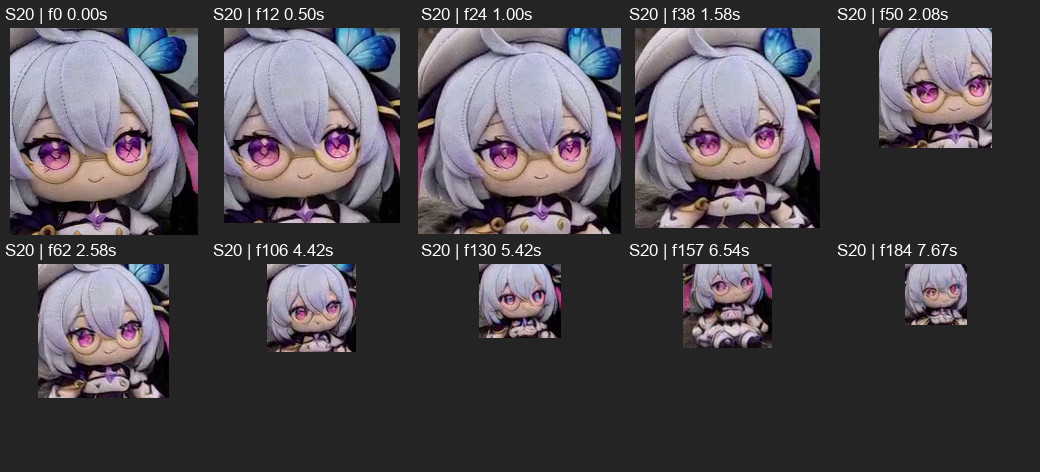 S20 | f0 0.00s
S20 | f12 0.50s
S20 | f24 1.00s
S20 | f38 1.58s
S20 | f50 2.08s
S20 | f62 2.58s
S20 | f106 4.42s
S20 | f130 5.42s
S20 | f157 6.54s
S20 | f184 7.67s